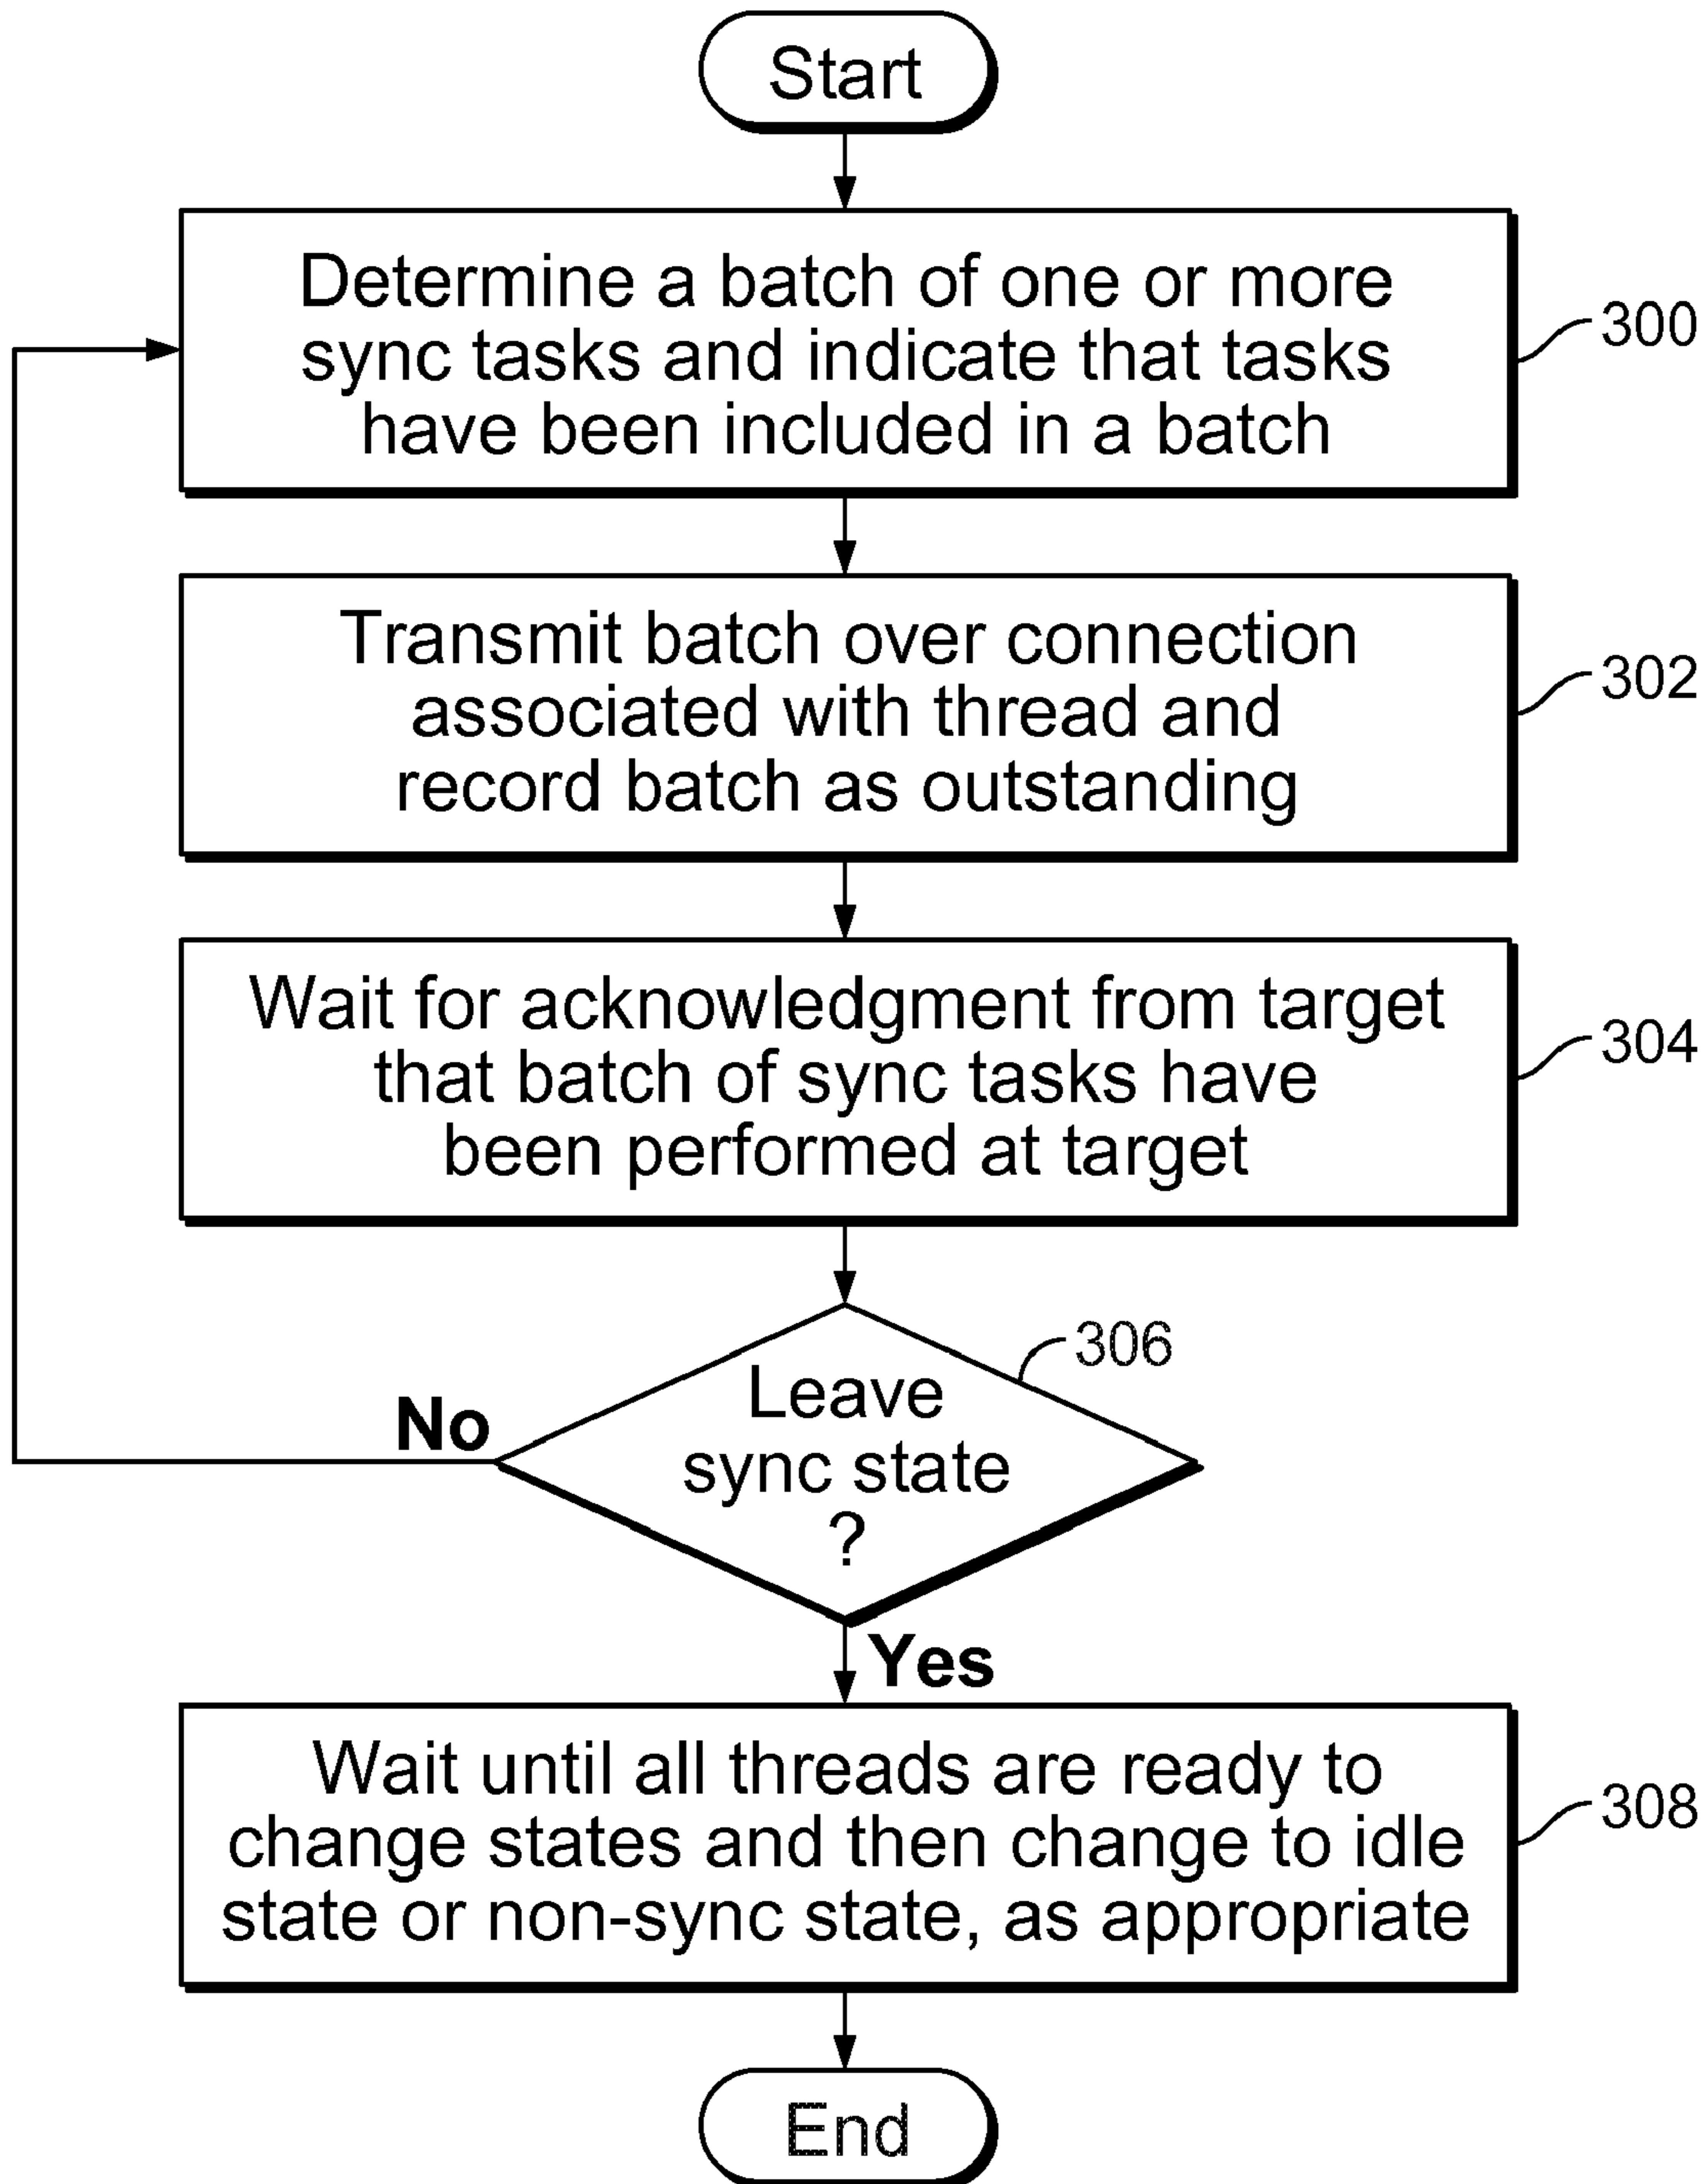 Start
Determine a batch of one or more
sync tasks and indicate that tasks
have been included in a batch
300
Transmit batch over connection
associated with thread and
record batch as outstanding
302
Wait for acknowledgment from target
that batch of sync tasks have
been performed at target
304
306
Leave
sync state
?
No
Yes
Wait until all threads are ready to
change states and then change to idle
state or non-sync state, as appropriate
308
End